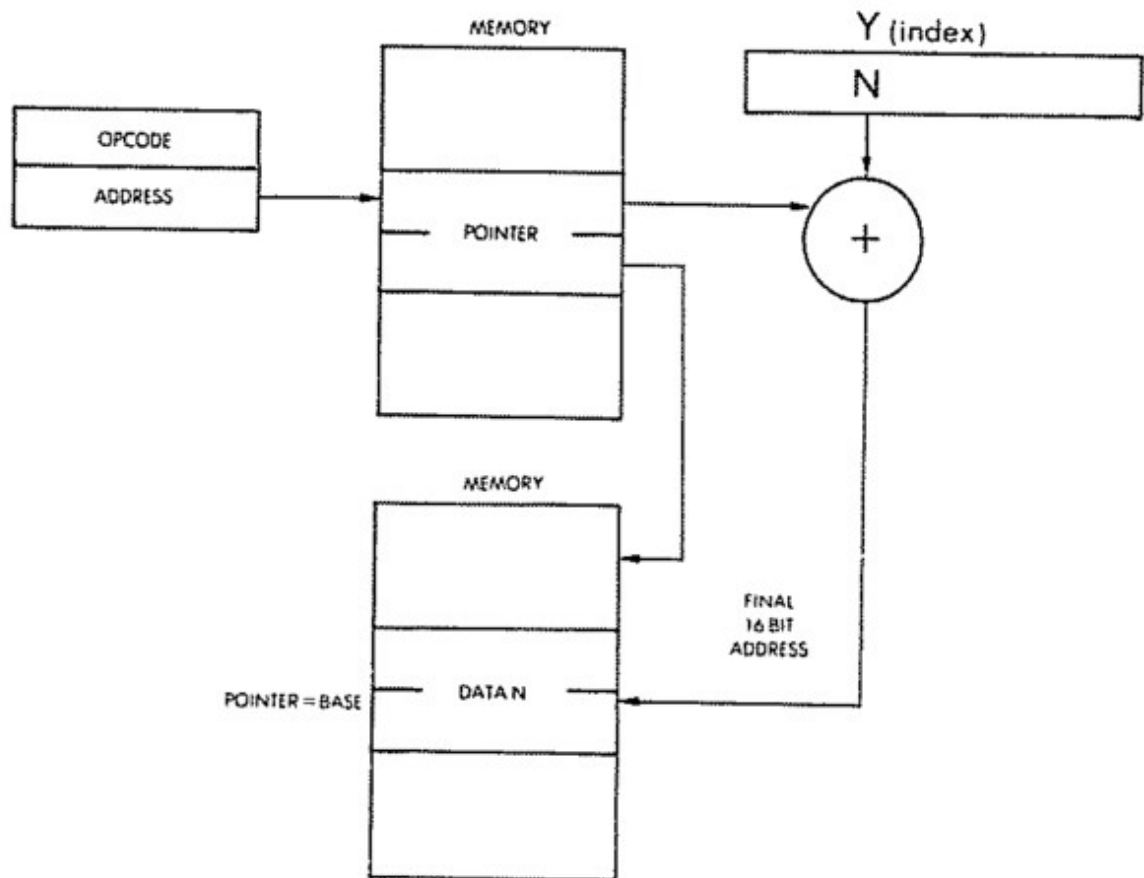 MEMORY
Y (index)
N
OPCODE
ADDRESS
POINTER
+
MEMORY
FINAL
16 BIT
ADDRESS
POINTER = BASE
DATA N